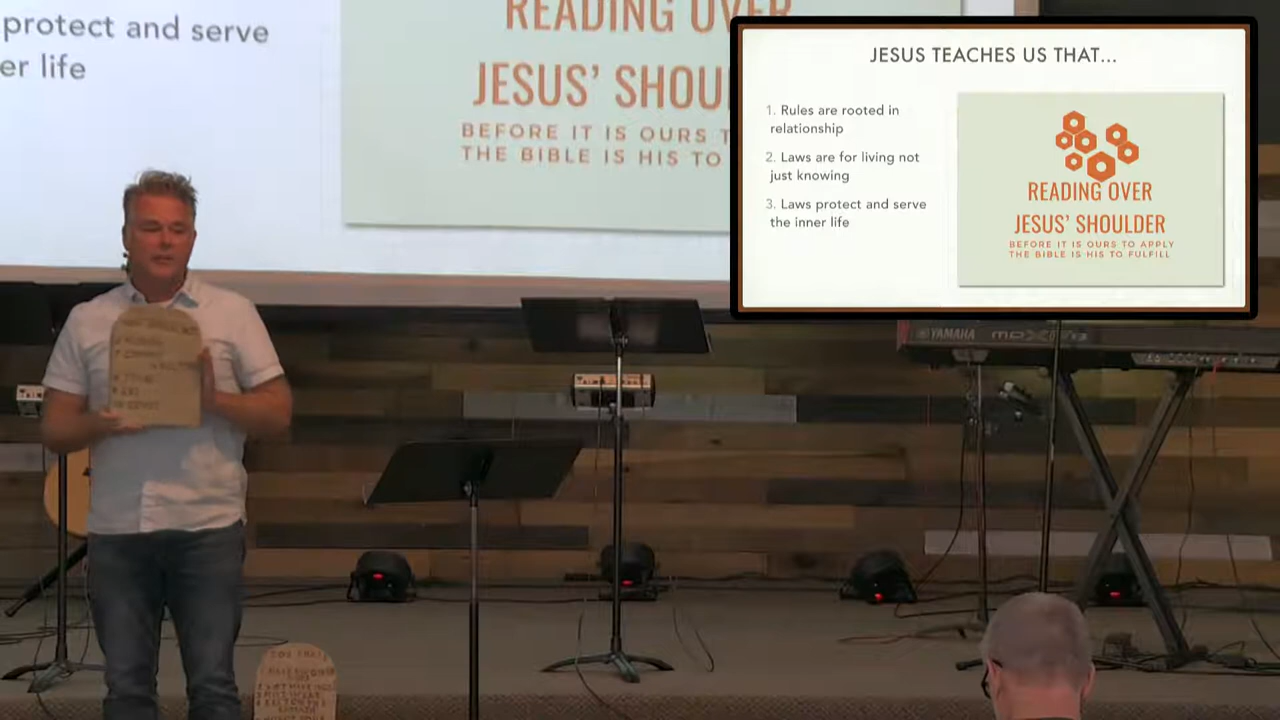 protect and serve
er life
READING OVER
JESUS' SHOU
BEFORE IT IS OURS T
THE BIBLE IS HIS TO
JESUS TEACHES US THAT...
1. Rules are rooted in
relationship
2. Laws are for living not
just knowing
3. Laws protect and serve
the inner life
READING OVER
JESUS' SHOULDER
BEFORE IT IS OURS TO APPLY
THE BIBLE IS HIS TO FULFILL
YAMAHA